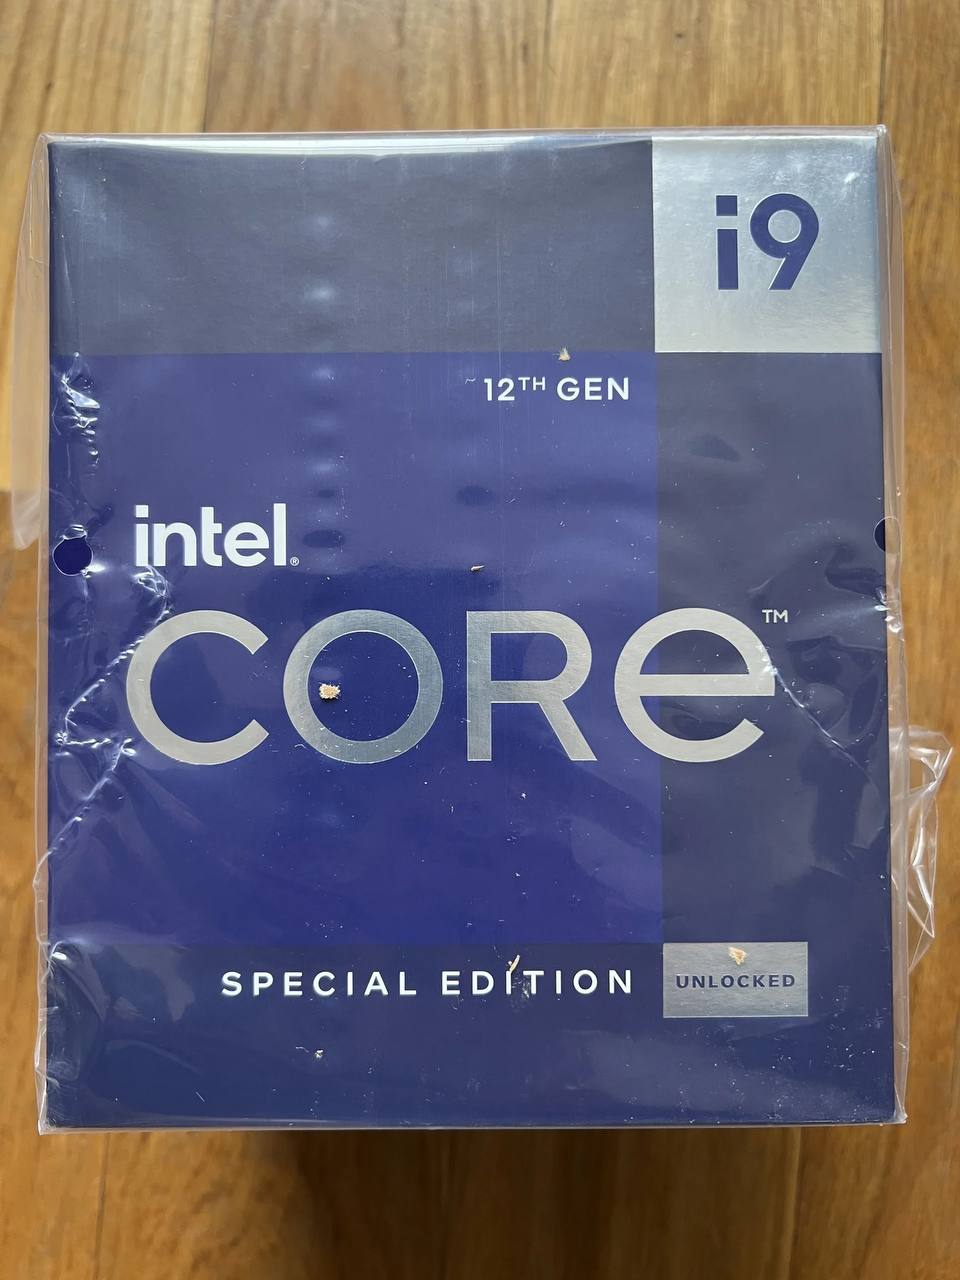 i9
12TH GEN
intel®
CORE™
SPECIAL EDITION
UNLOCKED